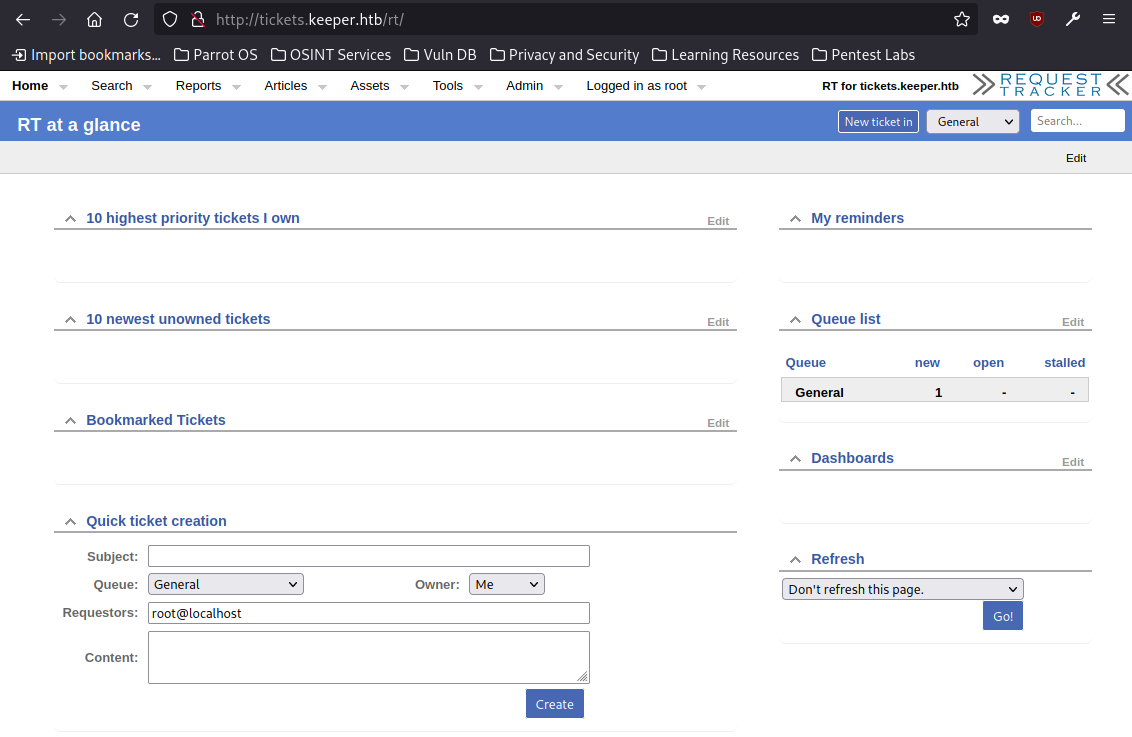 http://tickets.keeper.htb/rt/
Import bookmarks... Parrot OS OSINT Services Vuln DB Privacy and Security Learning Resources Pentest Labs
Home Search Reports Articles Assets Tools Admin Logged in as root RT for tickets.keeper.htb REQUEST TRACKER
RT at a glance New ticket in General Search...
Edit
10 highest priority tickets I own Edit
10 newest unowned tickets Edit
Bookmarked Tickets Edit
Quick ticket creation
Subject:
Queue: General Owner: Me
Requestors: root@localhost
Content:
Create
My reminders
Queue list Edit
Queue new open stalled
General 1 - -
Dashboards Edit
Refresh
Don't refresh this page.
Go!